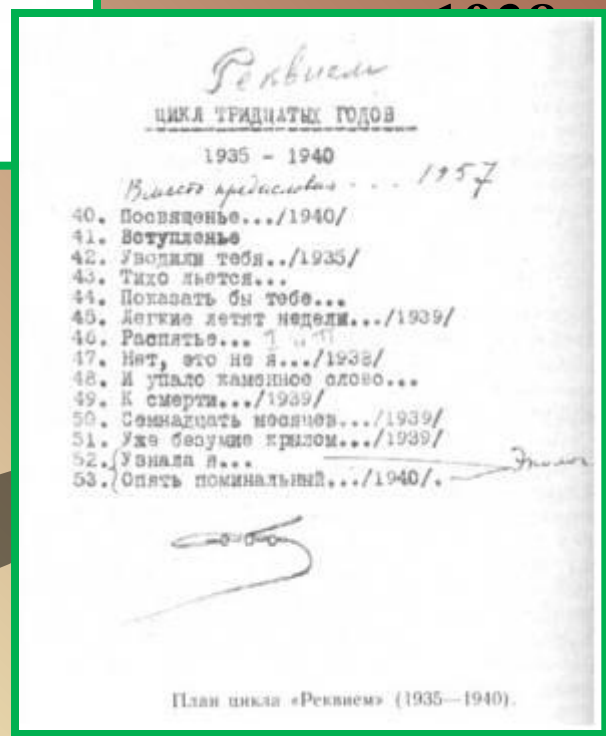 Реквием
ЦИКЛ ТРИДЦАТЫХ ГОДОВ
1935 - 1940
Вместо предисловия . . . . 1957
40. Посвященье.../1940/
41. Вступленье
42. Уводили тебя../1935/
43. Тихо льется...
44. Показать бы тебе...
45. Легкие летят недели.../1939/
46. Распятье... I и II
47. Нет, это не я.../1938/
48. И упало каменное слово...
49. К смерти.../1939/
50. Семнадцать месяцев.../1939/
51. Уже безумие крылом.../1939/
52. Узнала я...
Эпилог
53. Опять поминальный.../1940/.
План цикла «Реквием» (1935—1940).